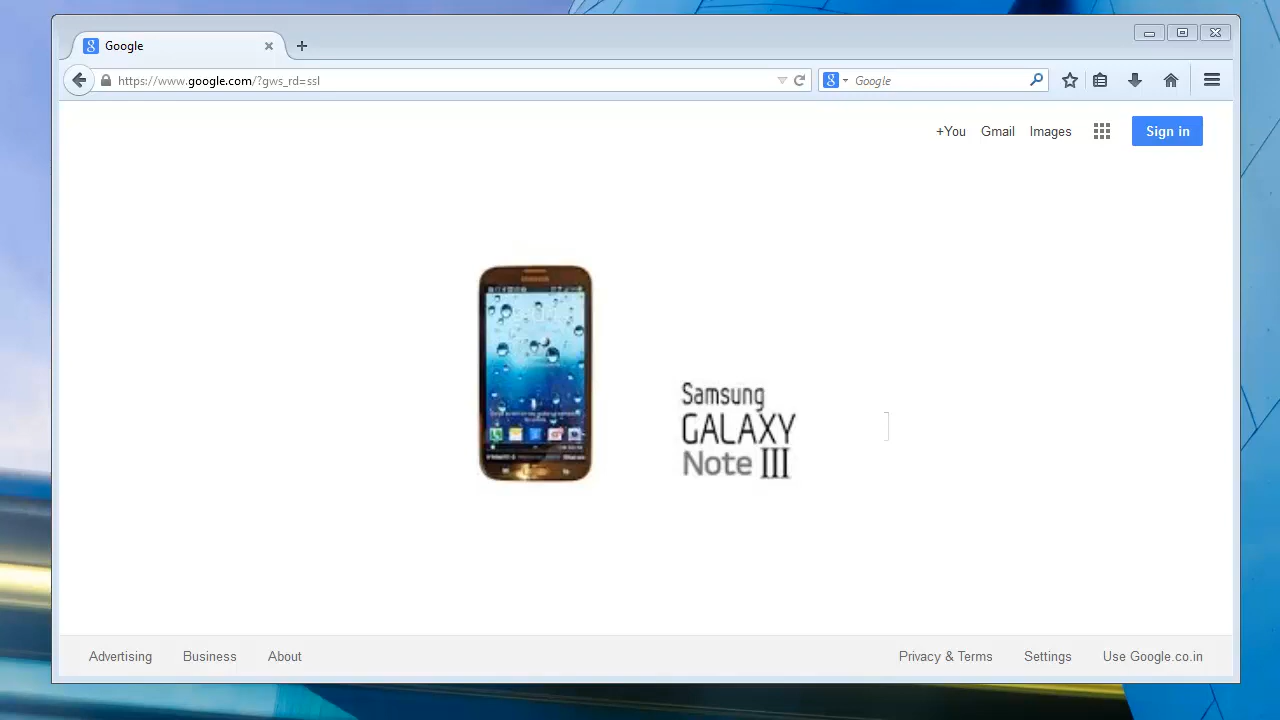 Google
https://www.google.com/?gws_rd=ssl
Google
+You Gmail Images Sign in
Samsung
GALAXY
Note III
Advertising Business About Privacy & Terms Settings Use Google.co.in